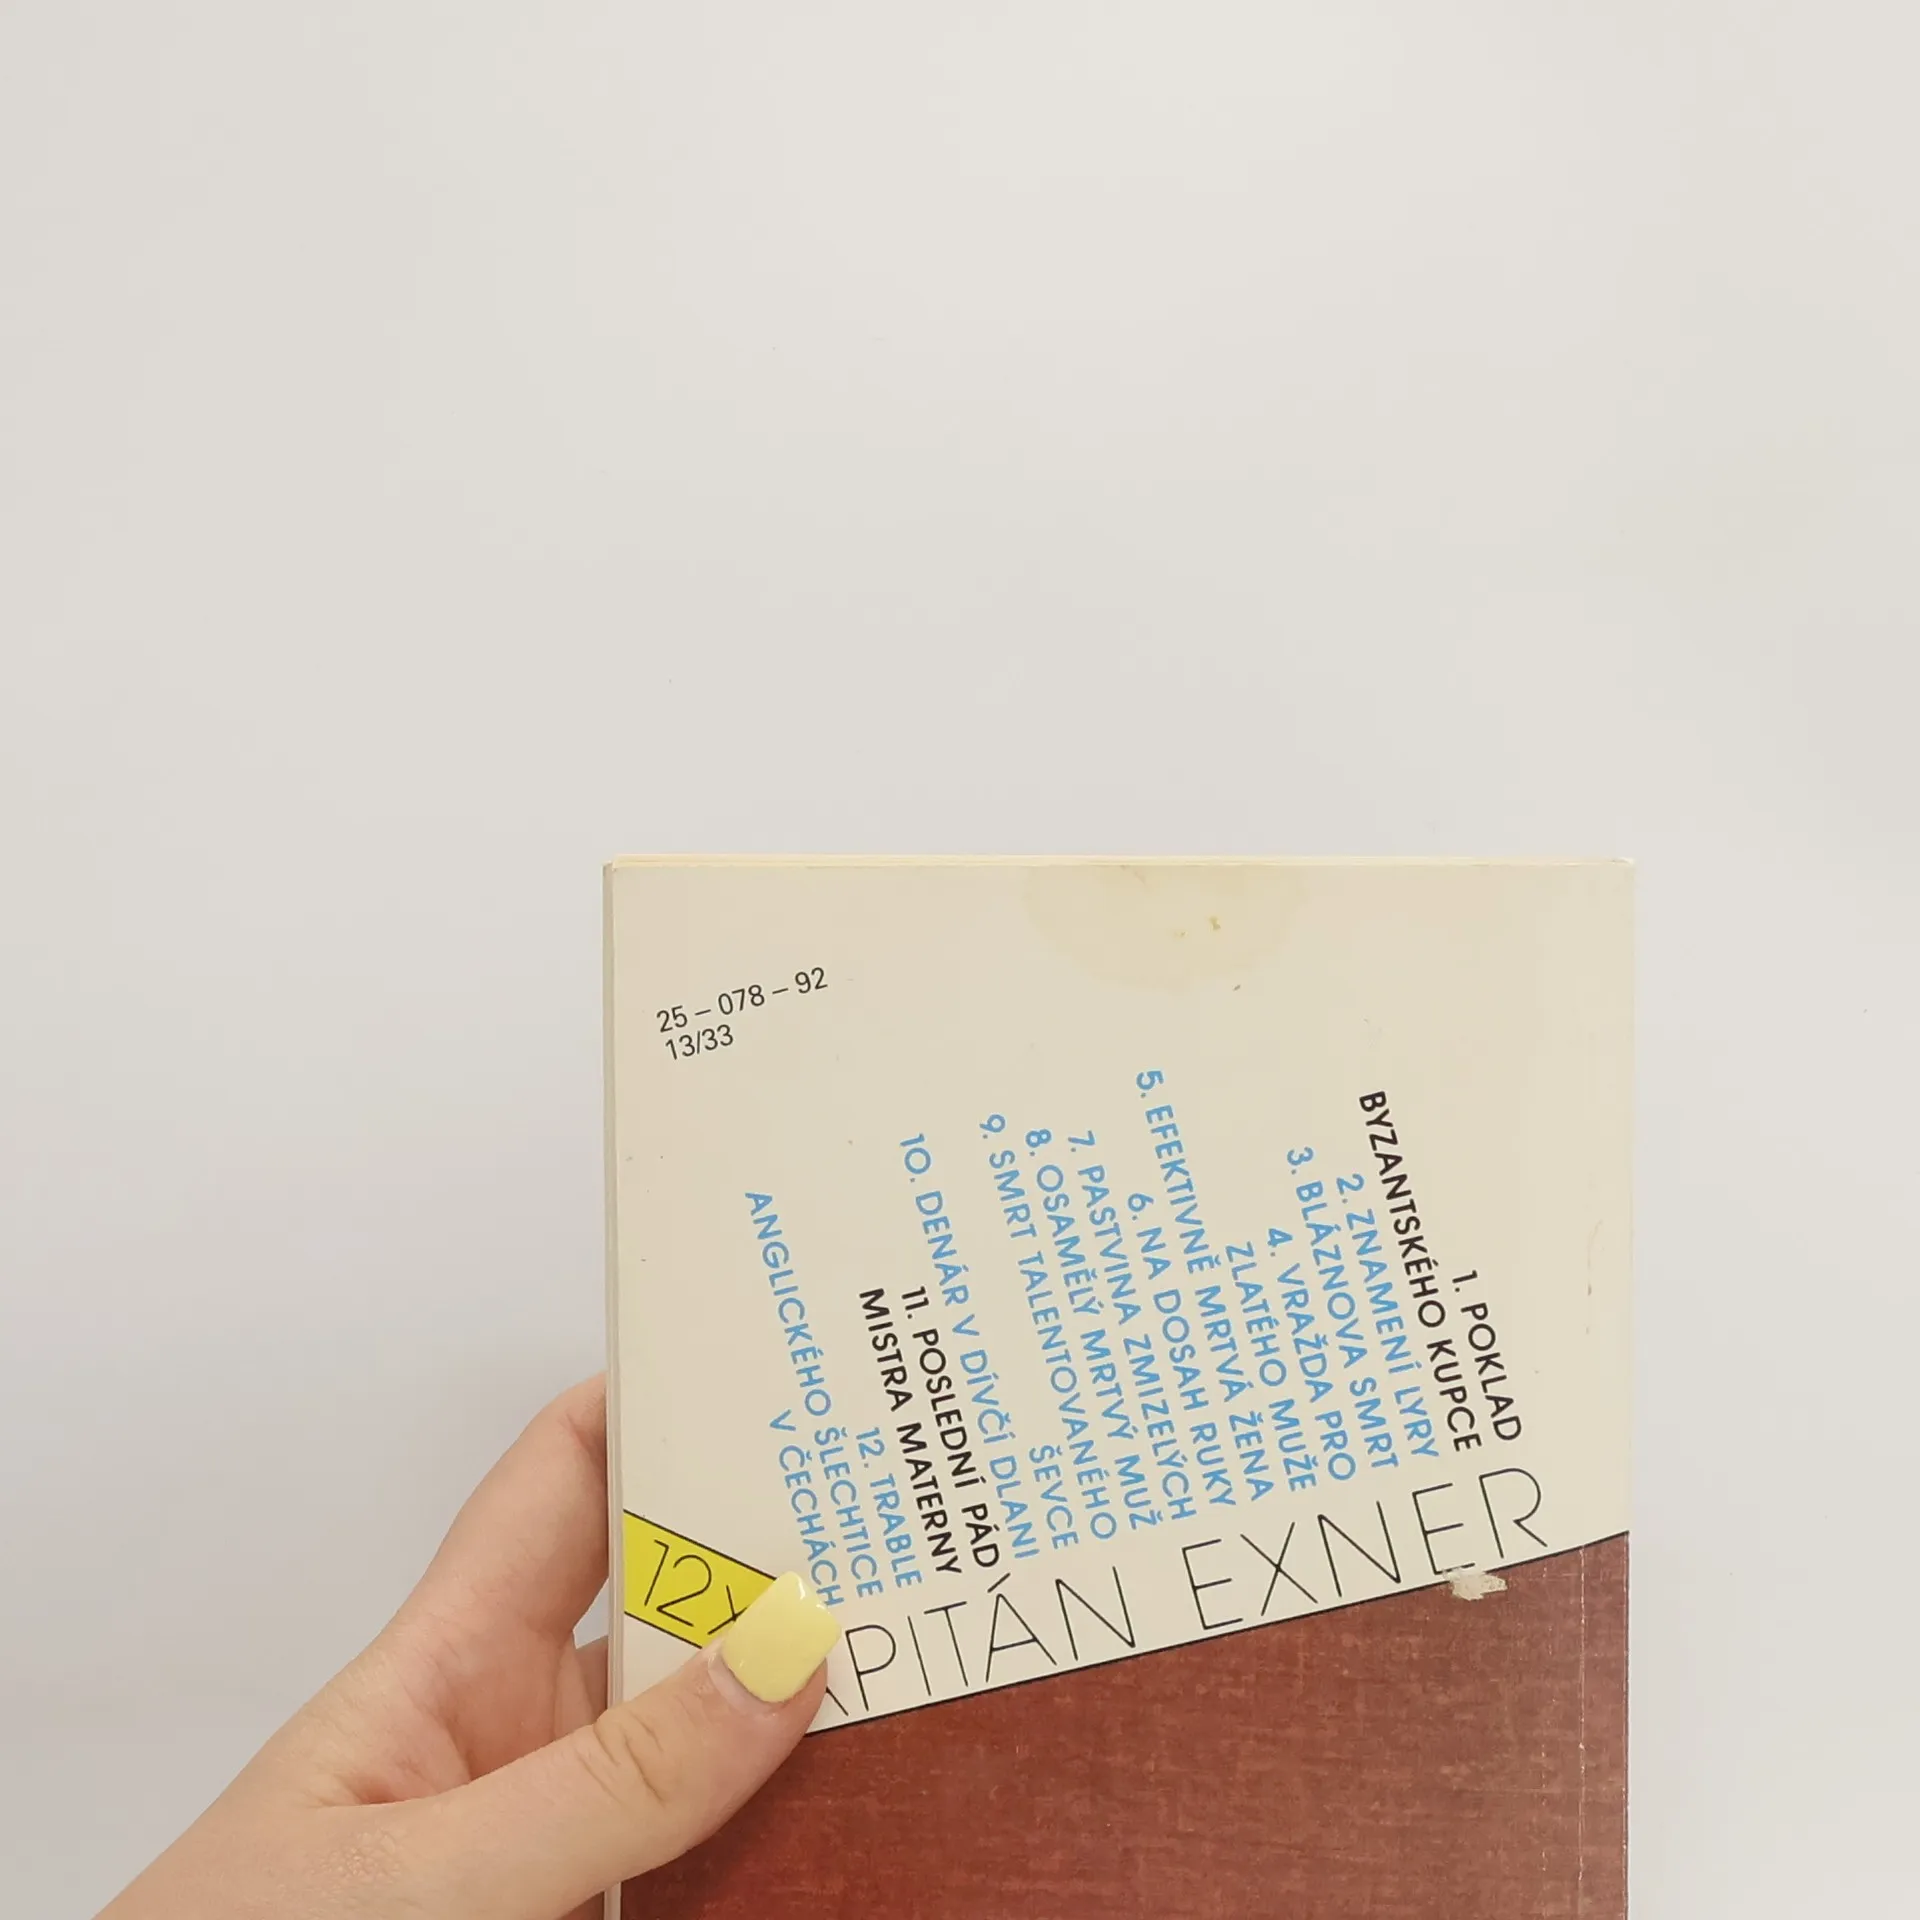 25 – 078 – 92
13/33
1. POKLAD
BYZANTSKÉHO KUPCE
2. ZNAMENÍ LYRY
3. BLÁZNOVA SMRT
4. VRAŽDA PRO
ZLATÉHO MUŽE
5. EFEKTIVNĚ MRTVÁ ŽENA
6. NA DOSAH RUKY
7. PASTVINA ZMIZELÝCH
8. OSAMĚLÝ MRTVÝ MUŽ
9. SMRT TALENTOVANÉHO
ŠEVCE
10. DENÁR V DÍVČÍ DLANI
11. POSLEDNÍ PÁD
MISTRA MATERNY
12. TRABLE
ANGLICKÉHO ŠLECHTICE
V ČECHÁCH
12x
APITÁN EXNER